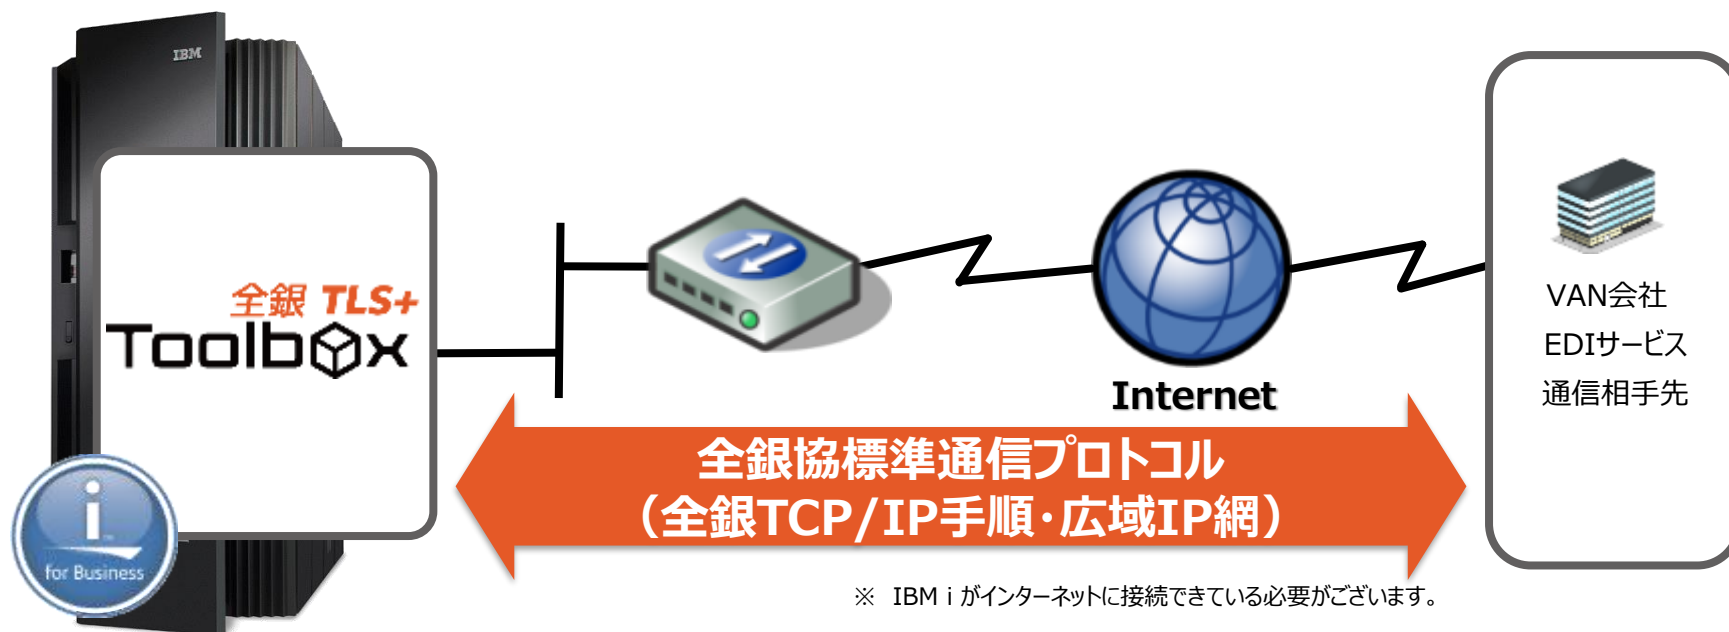 IBM
全銀 TLS+
Toolbox
i
for Business
Internet
VAN会社
EDIサービス
通信相手先
全銀協標準通信プロトコル
（全銀TCP/IP手順・広域IP網）
※ IBM i がインターネットに接続できている必要がございます。